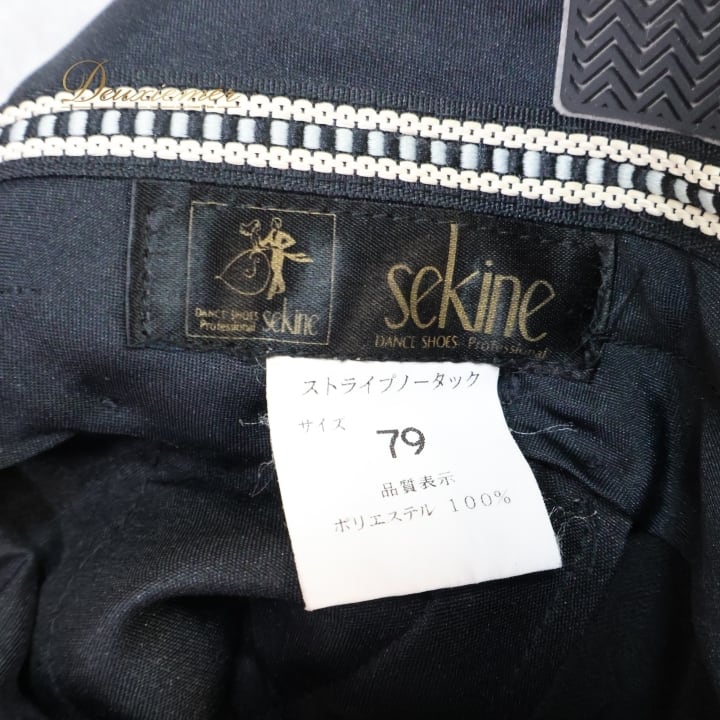 Deuxiemer
DANCE SHOES
Professional sekine
sekine
DANCE SHOES Professional
ストライプノータック
サイズ 79
品質表示
ポリエステル 100%